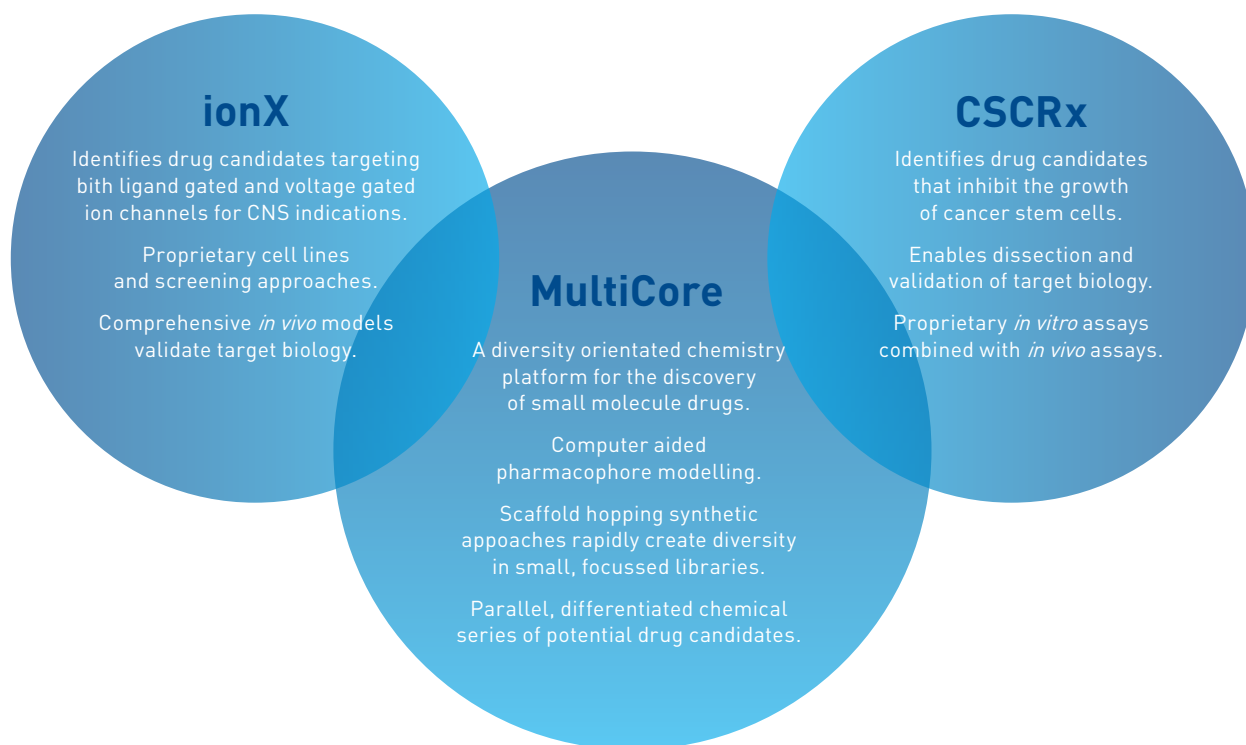 ionX
Identifies drug candidates targeting
bith ligand gated and voltage gated
ion channels for CNS indications.
Proprietary cell lines
and screening approaches.
Comprehensive in vivo models
validate target biology.
MultiCore
A diversity orientated chemistry
platform for the discovery
of small molecule drugs.
Computer aided
pharmacophore modelling.
Scaffold hopping synthetic
appoaches rapidly create diversity
in small, focussed libraries.
Parallel, differentiated chemical
series of potential drug candidates.
CSCRx
Identifies drug candidates
that inhibit the growth
of cancer stem cells.
Enables dissection and
validation of target biology.
Proprietary in vitro assays
combined with in vivo assays.